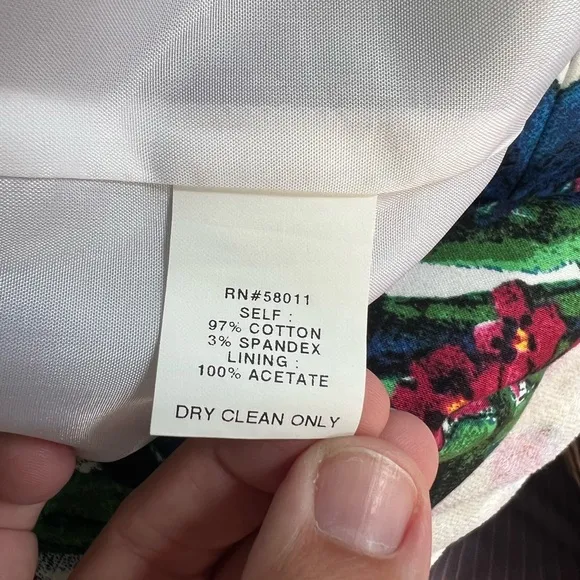 RN#58011
SELF :
97% COTTON
3% SPANDEX
LINING :
100% ACETATE
DRY CLEAN ONLY